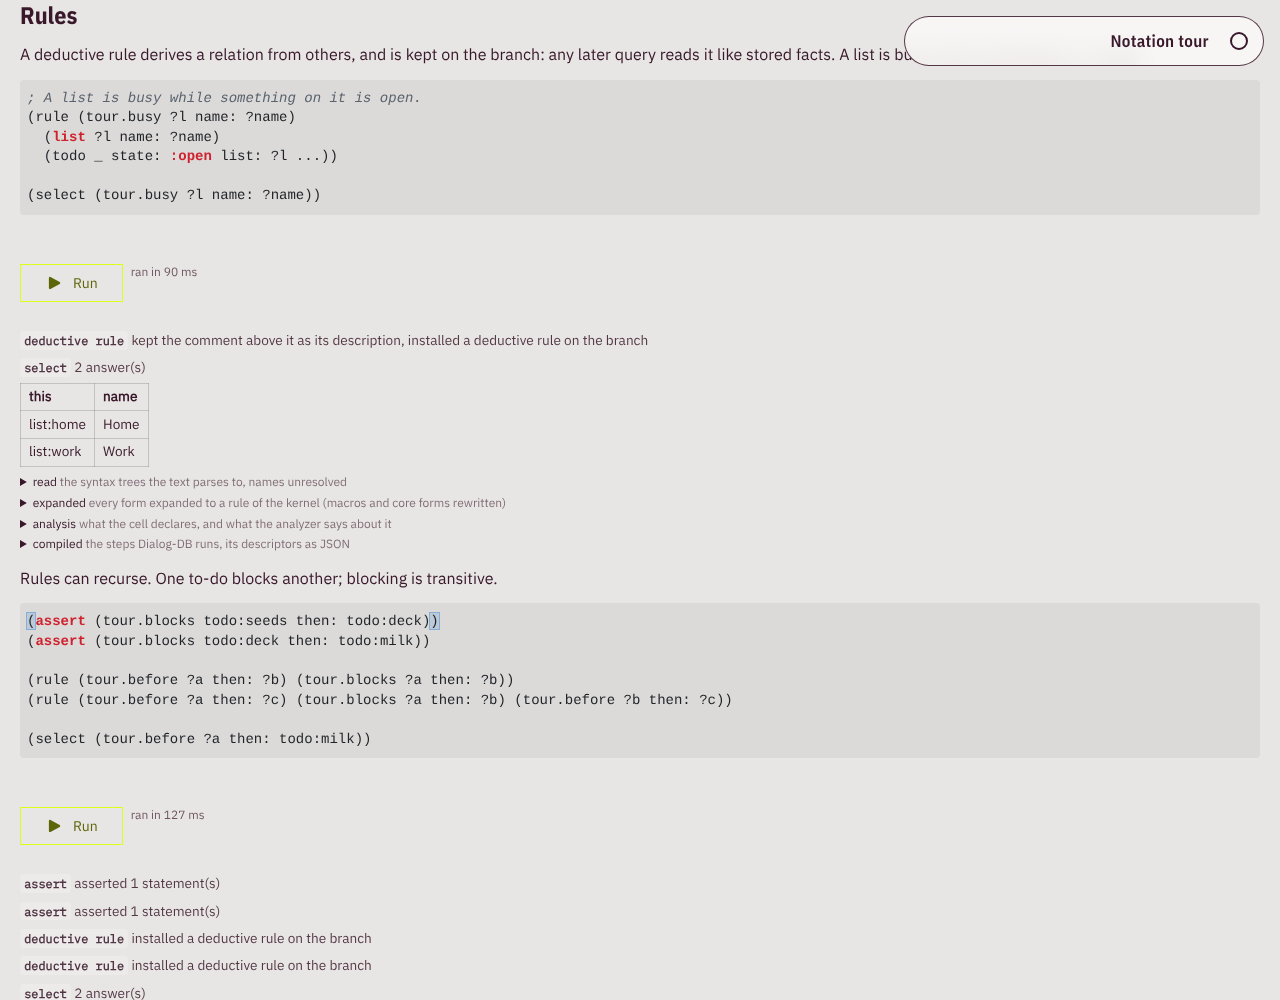 Rules
Notation tour
A deductive rule derives a relation from others, and is kept on the branch: any later query reads it like stored facts. A list is
; A list is busy while something on it is open.
(rule (tour.busy ?l name: ?name)
  (list ?l name: ?name)
  (todo _ state: :open list: ?l ...))
(select (tour.busy ?l name: ?name))
Run
ran in 90 ms
deductive rule kept the comment above it as its description, installed a deductive rule on the branch
select 2 answer(s)
this name
list:home Home
list:work Work
read the syntax trees the text parses to, names unresolved
expanded every form expanded to a rule of the kernel (macros and core forms rewritten)
analysis what the cell declares, and what the analyzer says about it
compiled the steps Dialog-DB runs, its descriptors as JSON
Rules can recurse. One to-do blocks another; blocking is transitive.
(assert (tour.blocks todo:seeds then: todo:deck))
(assert (tour.blocks todo:deck then: todo:milk))
(rule (tour.before ?a then: ?b) (tour.blocks ?a then: ?b))
(rule (tour.before ?a then: ?c) (tour.blocks ?a then: ?b) (tour.before ?b then: ?c))
(select (tour.before ?a then: todo:milk))
Run
ran in 127 ms
assert asserted 1 statement(s)
assert asserted 1 statement(s)
deductive rule installed a deductive rule on the branch
deductive rule installed a deductive rule on the branch
select 2 answer(s)